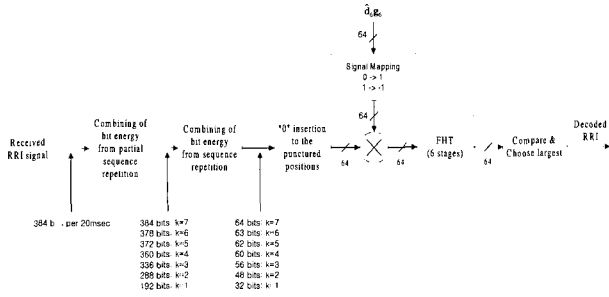 d̂₆g₆
64
Signal Mapping
0 -> 1
1 -> -1
64
Received
RRI signal
Combining of
bit energy
from partial
sequence
repetition
Combining of
bit energy
from sequence
repetition
"0" insertion
to the
punctured
positions
64
64
FHT
(6 stages)
64
Compare &
Choose largest
Decoded
RRI
384 b per 20msec
384 bits: k=7
378 bits: k=6
372 bits: k=5
360 bits: k=4
336 bits: k=3
288 bits: k=2
192 bits: k=1
64 bits: k=7
63 bits: k=6
62 bits: k=5
60 bits: k=4
56 bits: k=3
48 bits: k=2
32 bits: k=1